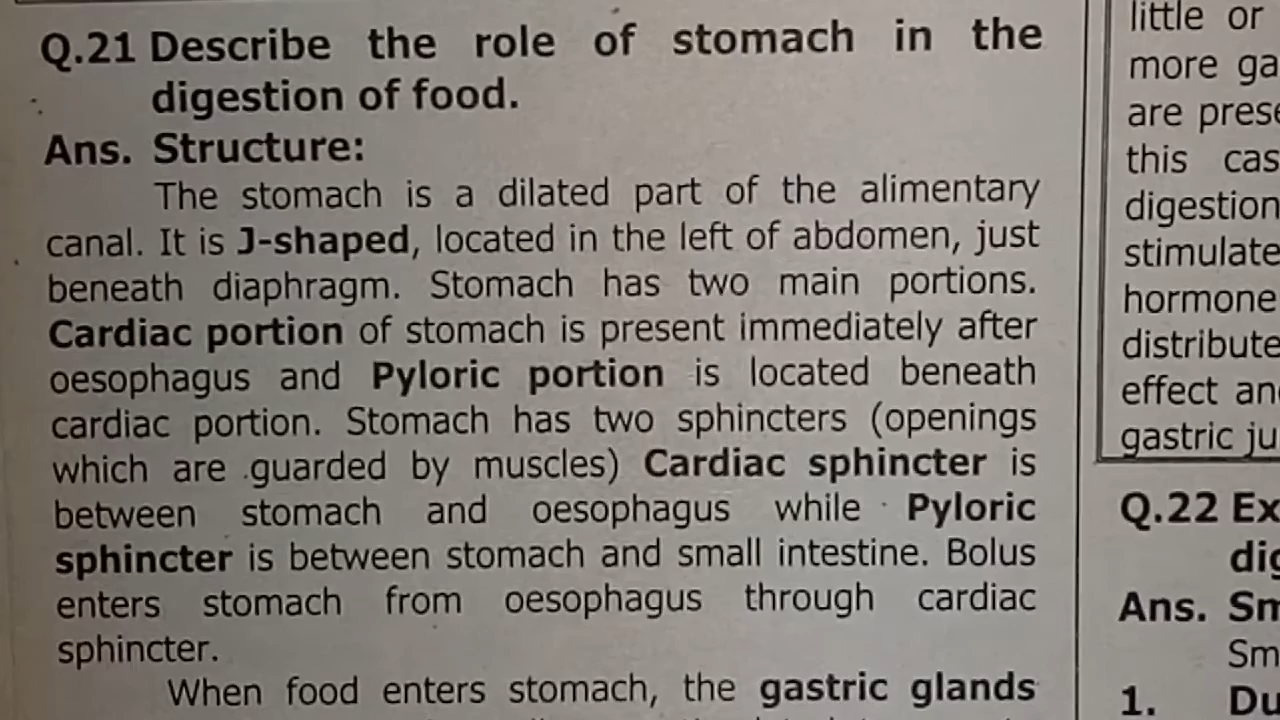 Q.21 Describe the role of stomach in the
digestion of food.
Ans. Structure:
The stomach is a dilated part of the alimentary
canal. It is J-shaped, located in the left of abdomen, just
beneath diaphragm. Stomach has two main portions.
Cardiac portion of stomach is present immediately after
oesophagus and Pyloric portion is located beneath
cardiac portion. Stomach has two sphincters (openings
which are guarded by muscles) Cardiac sphincter is
between stomach and oesophagus while Pyloric
sphincter is between stomach and small intestine. Bolus
enters stomach from oesophagus through cardiac
sphincter.
When food enters stomach, the gastric glands
little or
more ga
are prese
this cas
digestion
stimulate
hormone
distribute
effect an
gastric ju
Q.22 Ex
dig
Ans. Sm
Sm
1. Du